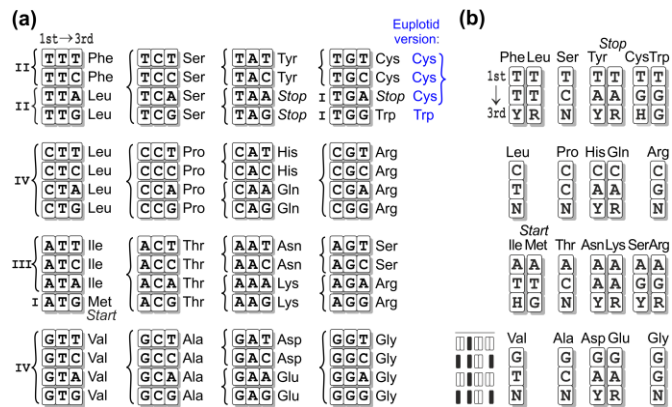 (a)
1st→3rd
Euplotid
version:
II TTT Phe TCT Ser TAT Tyr TGT Cys Cys
TTC Phe TCC Ser TAC Tyr TGC Cys Cys
II TTA Leu TCA Ser TAA Stop I TGA Stop Cys
TTG Leu TCG Ser TAG Stop I TGG Trp Trp
IV CTT Leu CCT Pro CAT His CGT Arg
CTC Leu CCC Pro CAC His CGC Arg
CTA Leu CCA Pro CAA Gln CGA Arg
CTG Leu CCG Pro CAG Gln CGG Arg
III ATT Ile ACT Thr AAT Asn AGT Ser
ATC Ile ACC Thr AAC Asn AGC Ser
ATA Ile ACA Thr AAA Lys AGA Arg
I ATG Met ACG Thr AAG Lys AGG Arg
Start
IV GTT Val GCT Ala GAT Asp GGT Gly
GTC Val GCC Ala GAC Asp GGC Gly
GTA Val GCA Ala GAA Glu GGA Gly
GTG Val GCG Ala GAG Glu GGG Gly
(b)
Stop
Phe Leu Ser Tyr Cys Trp
1st T T T T T T T
↓ T T C A A G G
3rd Y R N Y R H G
Leu Pro His Gln Arg
C C C C C
T C A A G
N N Y R N
Start
Ile Met Thr Asn Lys Ser Arg
A A A A A A A
T T C A A G G
H G N Y R Y R
Val Ala Asp Glu Gly
G G G G G
T C A A G
N N Y R N